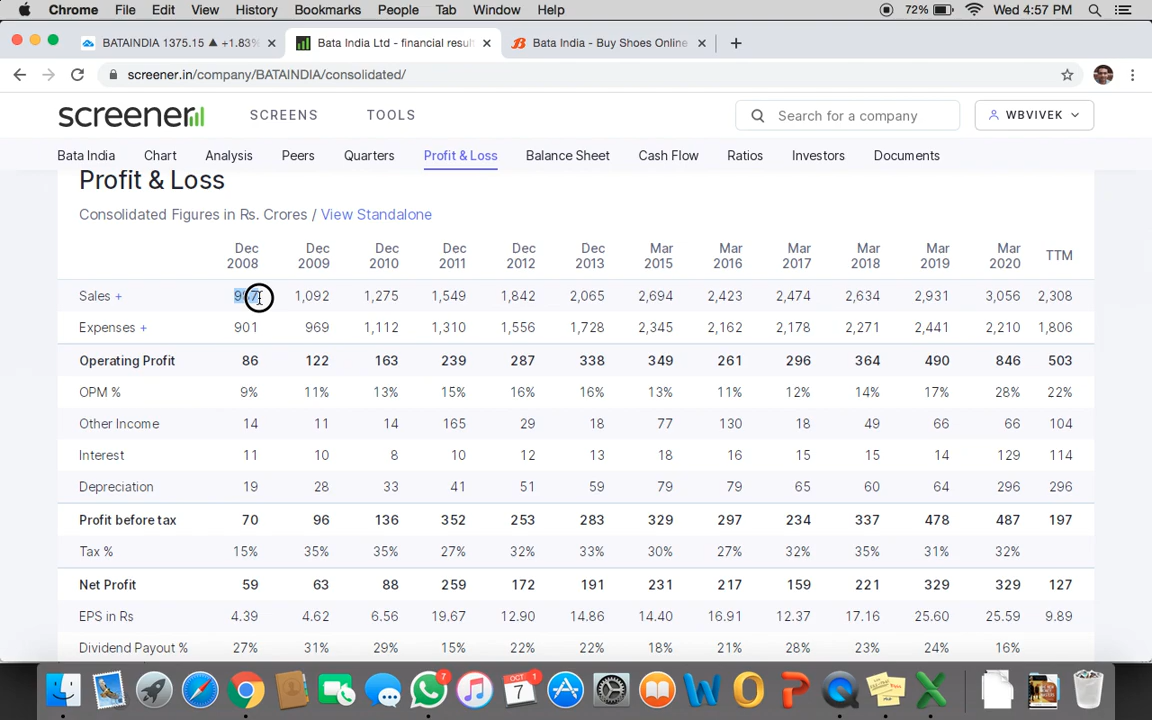 Chrome File Edit View History Bookmarks People Tab Window Help 72% Wed 4:57 PM
BATAINDIA 1375.15 ▲ +1.83% Bata India Ltd - financial resul Bata India - Buy Shoes Online
screener.in/company/BATAINDIA/consolidated/
screener SCREENS TOOLS Search for a company WBVIVEK
Bata India Chart Analysis Peers Quarters Profit & Loss Balance Sheet Cash Flow Ratios Investors Documents
Profit & Loss
Consolidated Figures in Rs. Crores / View Standalone
Dec Dec Dec Dec Dec Dec Mar Mar Mar Mar Mar Mar TTM
2008 2009 2010 2011 2012 2013 2015 2016 2017 2018 2019 2020
Sales + 1,092 1,275 1,549 1,842 2,065 2,694 2,423 2,474 2,634 2,931 3,056 2,308
Expenses + 901 969 1,112 1,310 1,556 1,728 2,345 2,162 2,178 2,271 2,441 2,210 1,806
Operating Profit 86 122 163 239 287 338 349 261 296 364 490 846 503
OPM % 9% 11% 13% 15% 16% 16% 13% 11% 12% 14% 17% 28% 22%
Other Income 14 11 14 165 29 18 77 130 18 49 66 66 104
Interest 11 10 8 10 12 13 18 16 15 15 14 129 114
Depreciation 19 28 33 41 51 59 79 79 65 60 64 296 296
Profit before tax 70 96 136 352 253 283 329 297 234 337 478 487 197
Tax % 15% 35% 35% 27% 32% 33% 30% 27% 32% 35% 31% 32%
Net Profit 59 63 88 259 172 191 231 217 159 221 329 329 127
EPS in Rs 4.39 4.62 6.56 19.67 12.90 14.86 14.40 16.91 12.37 17.16 25.60 25.59 9.89
Dividend Payout % 27% 31% 29% 15% 22% 22% 18% 21% 28% 23% 24% 16%
7 OCT 7 1